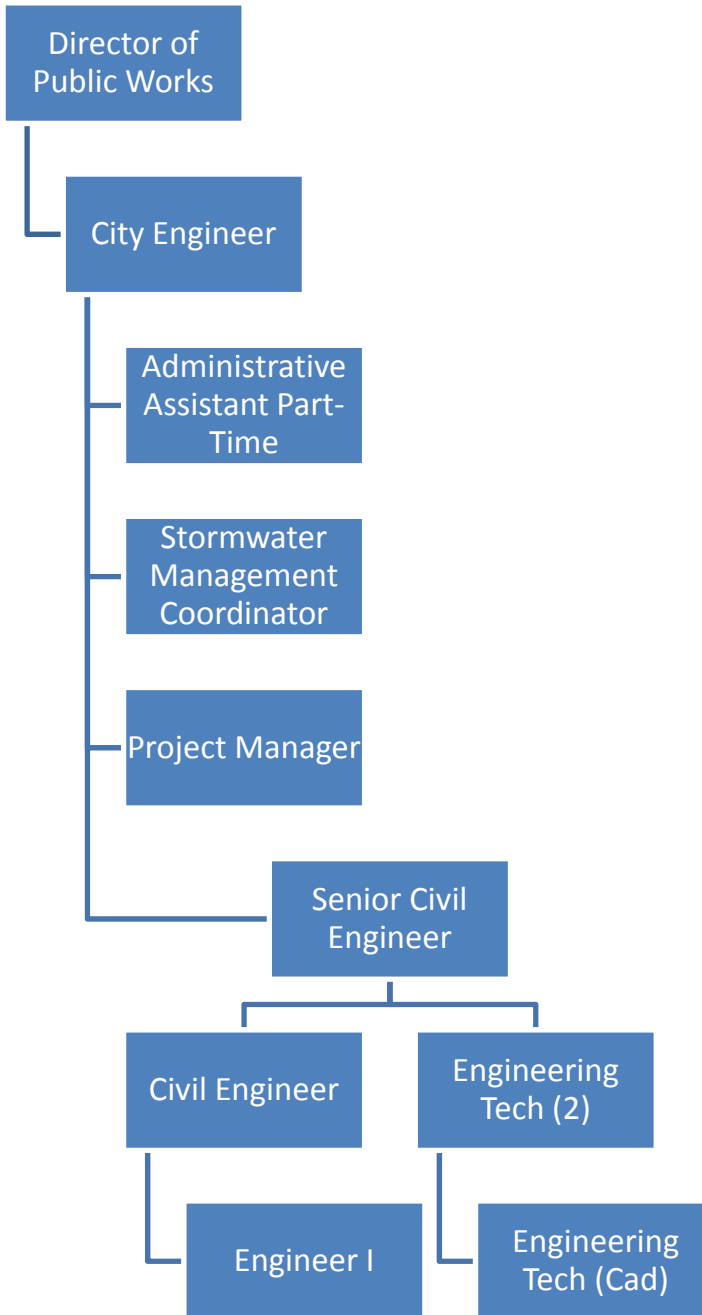 Director of
Public Works
City Engineer
Administrative
Assistant Part-
Time
Stormwater
Management
Coordinator
Project Manager
Senior Civil
Engineer
Civil Engineer
Engineering
Tech (2)
Engineer I
Engineering
Tech (Cad)